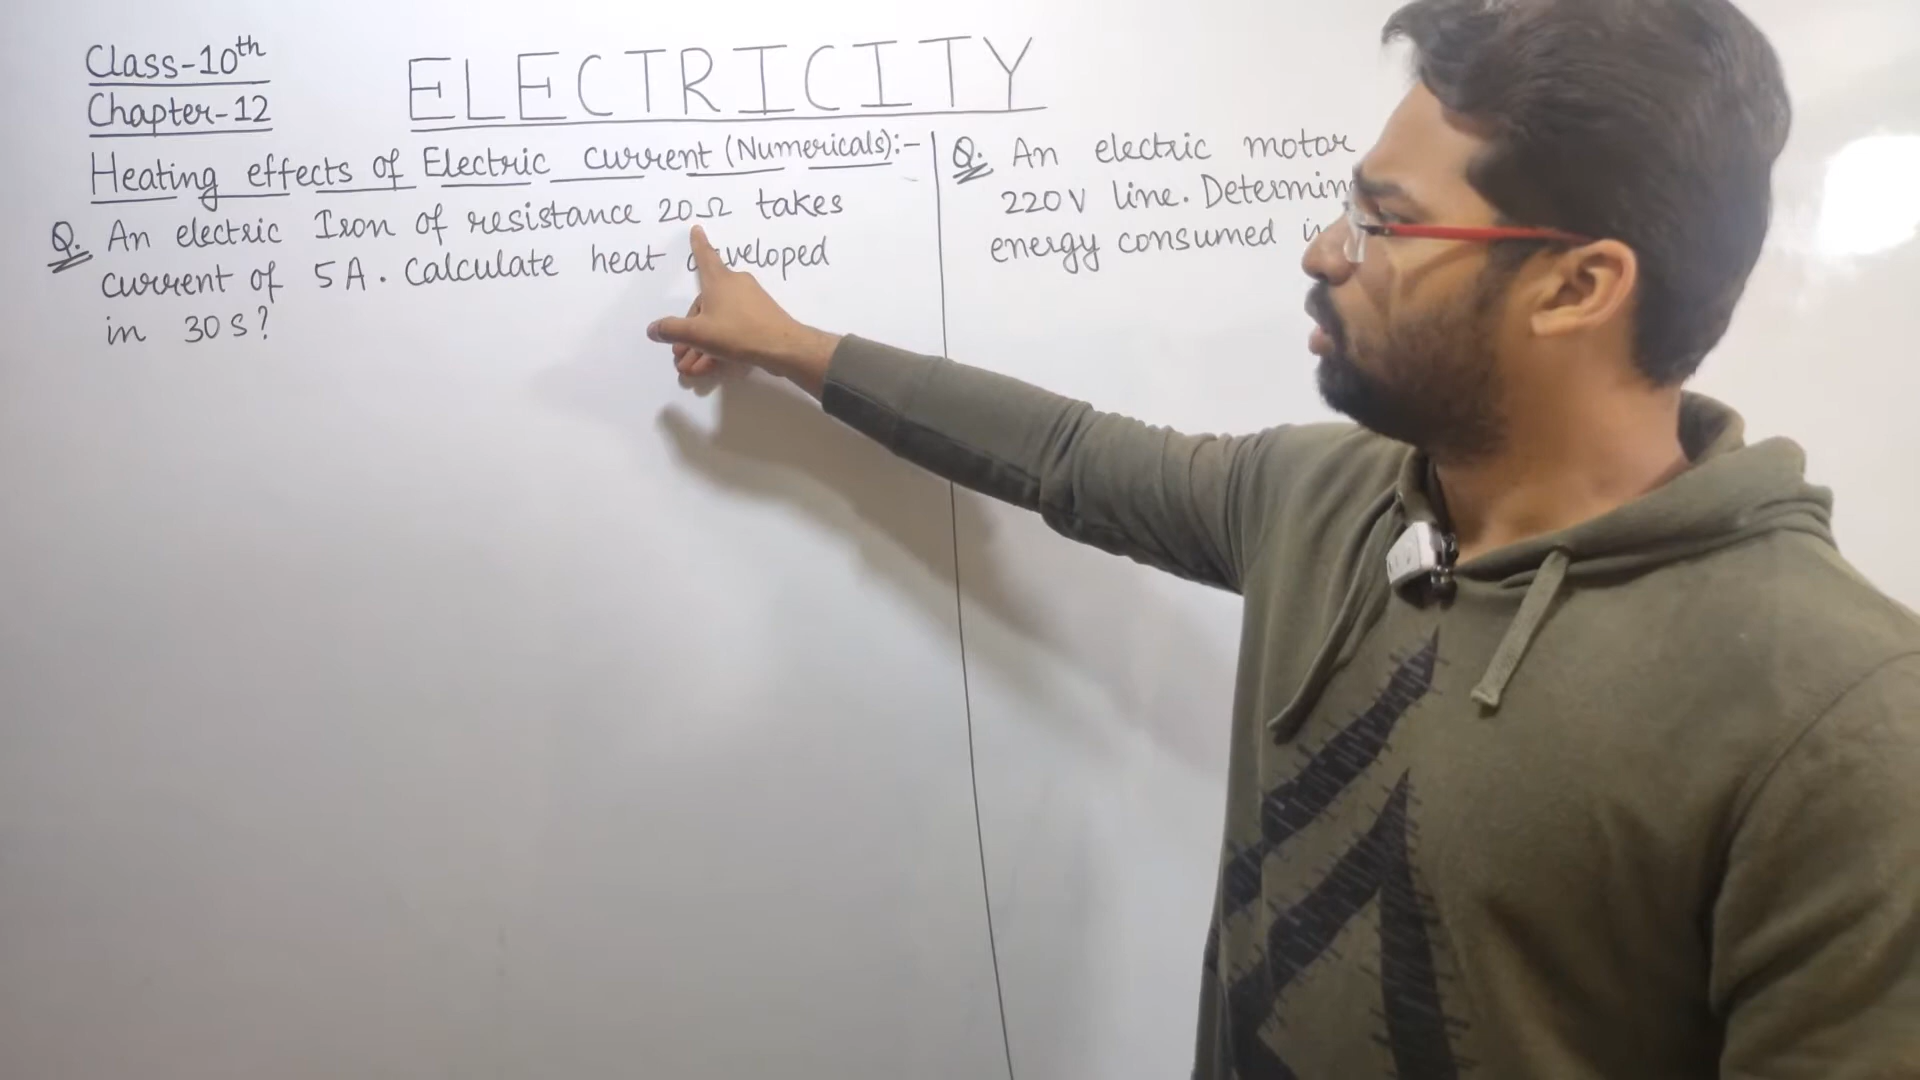 Class-10th
Chapter-12
ELECTRICITY
Heating effects of Electric current (Numericals):-
Q. An electric Iron of resistance 20Ω takes
current of 5A. Calculate heat developed
in 30s?
Q. An electric motor
220V line. Determin
energy consumed